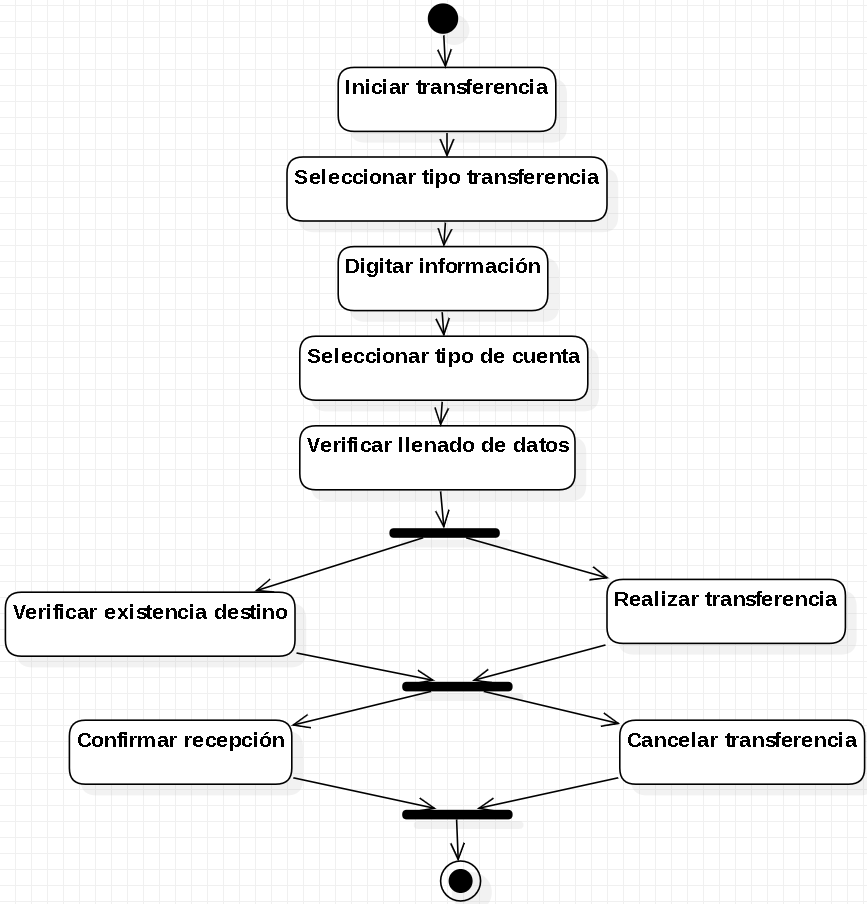 Iniciar transferencia
Seleccionar tipo transferencia
Digitar información
Seleccionar tipo de cuenta
Verificar llenado de datos
Verificar existencia destino
Realizar transferencia
Confirmar recepción
Cancelar transferencia